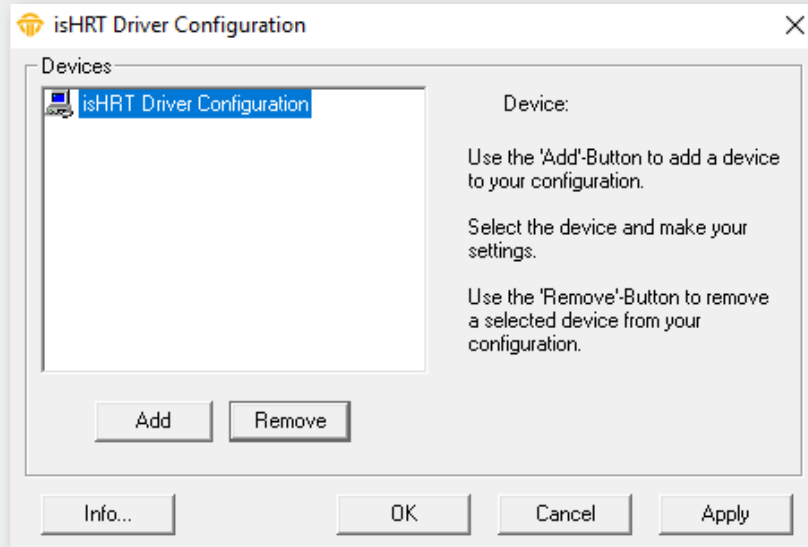 isHRT Driver Configuration
Devices
isHRT Driver Configuration
Device:
Use the 'Add'-Button to add a device
to your configuration.
Select the device and make your
settings.
Use the 'Remove'-Button to remove
a selected device from your
configuration.
Add
Remove
Info...
OK
Cancel
Apply